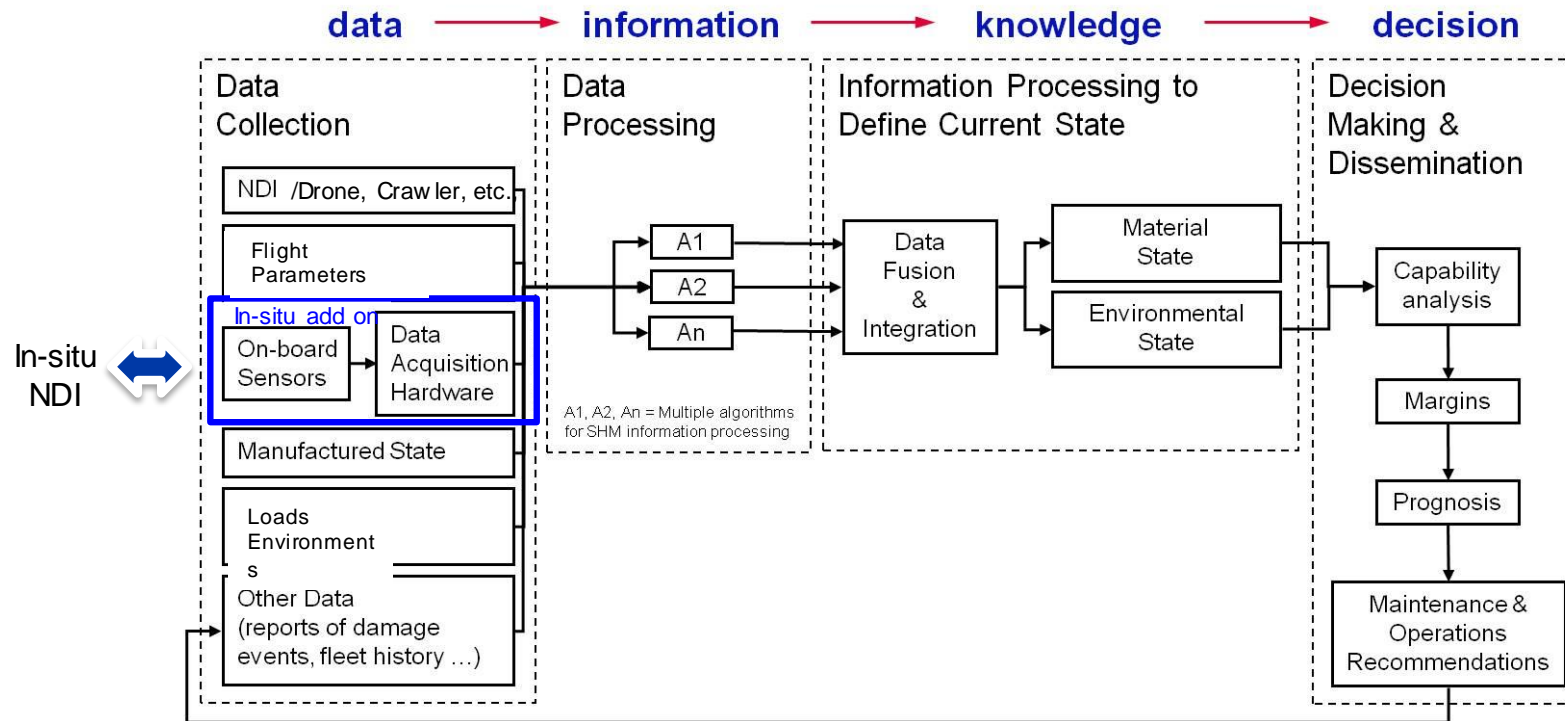 data information knowledge decision
Data
Collection
Data
Processing
Information Processing to
Define Current State
Decision
Making &
Dissemination
NDI /Drone, Crawler, etc.,
Flight
Parameters
In-situ add on
On-board
Sensors
Data
Acquisition
Hardware
In-situ
NDI
Manufactured State
Loads
Environment
s
Other Data
(reports of damage
events, fleet history ...)
A1
A2
An
A1, A2, An = Multiple algorithms
for SHM information processing
Data
Fusion
&
Integration
Material
State
Environmental
State
Capability
analysis
Margins
Prognosis
Maintenance &
Operations
Recommendations